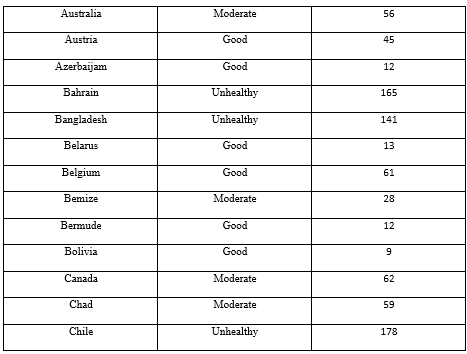 Australia Moderate 56
Austria Good 45
Azerbaijam Good 12
Bahrain Unhealthy 165
Bangladesh Unhealthy 141
Belarus Good 13
Belgium Good 61
Bemize Moderate 28
Bermude Good 12
Bolivia Good 9
Canada Moderate 62
Chad Moderate 59
Chile Unhealthy 178